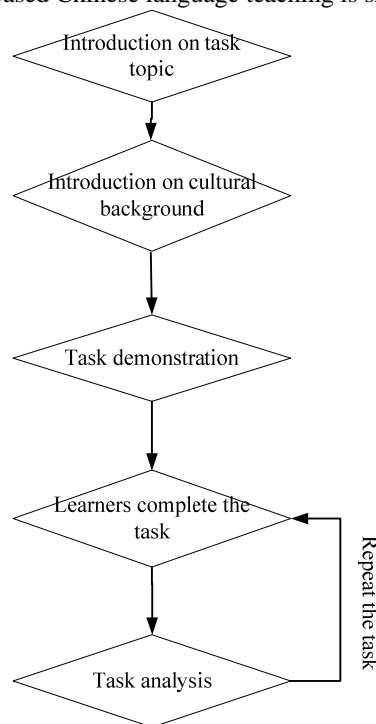 ased Chinese language teaching is s
Introduction on task
topic
Introduction on cultural
background
Task demonstration
Learners complete the
task
Repeat the task
Task analysis